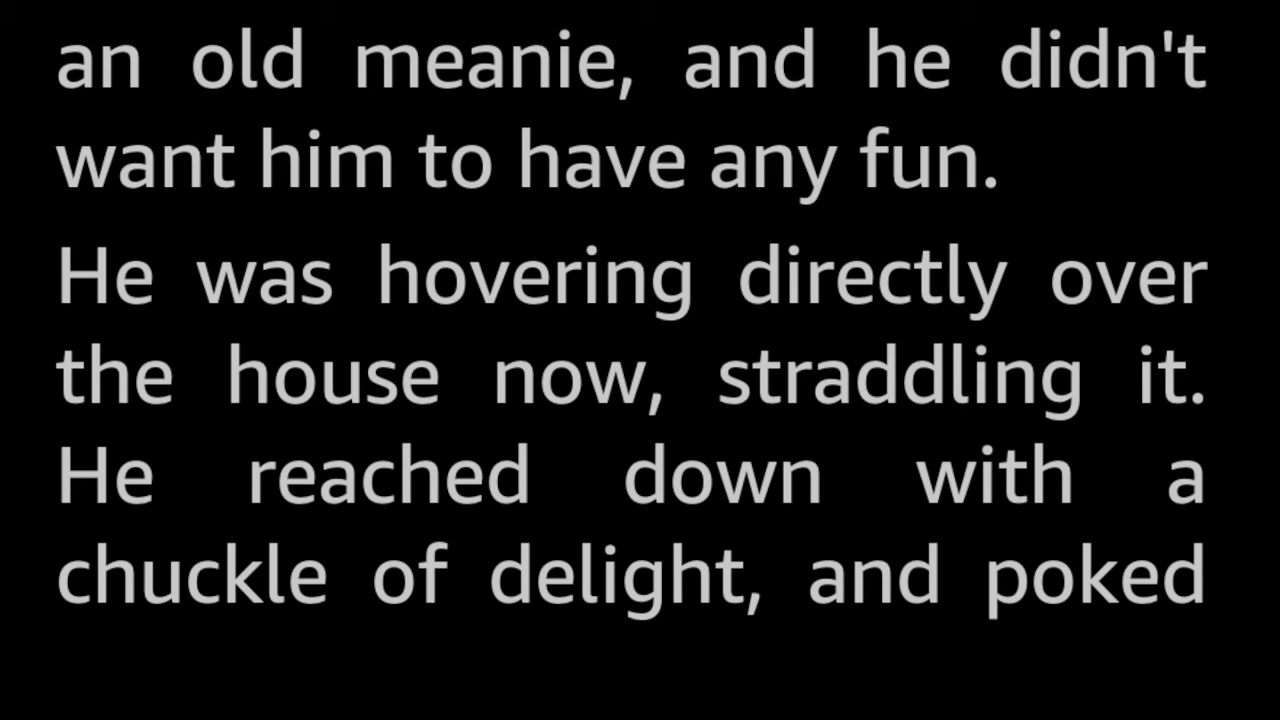 an old meanie, and he didn't
want him to have any fun.
He was hovering directly over
the house now, straddling it.
He reached down with a
chuckle of delight, and poked